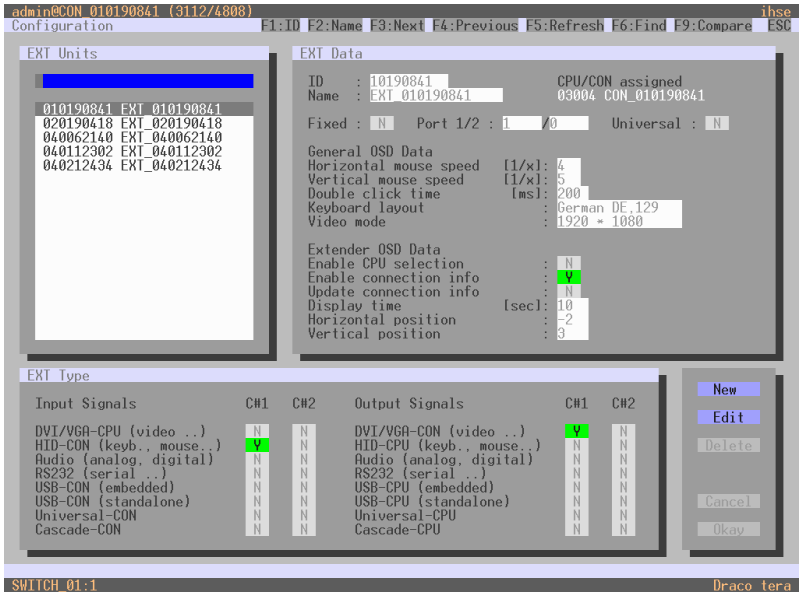 admin@CON_010190841 (3112/4808) ihse
Configuration F1:ID F2:Name F3:Next F4:Previous F5:Refresh F6:Find F9:Compare ESC
EXT Units
010190841 EXT_010190841
020190418 EXT_020190418
040062140 EXT_040062140
040112302 EXT_040112302
040212434 EXT_040212434
EXT Data
ID : 10190841 CPU/CON assigned
Name : EXT_010190841 03004 CON_010190841
Fixed : N Port 1/2 : 1 /0 Universal : N
General OSD Data
Horizontal mouse speed [1/x]: 4
Vertical mouse speed [1/x]: 5
Double click time [ms]: 200
Keyboard layout : German DE,129
Video mode : 1920 * 1080
Extender OSD Data
Enable CPU selection : N
Enable connection info : Y
Update connection info : N
Display time [sec]: 10
Horizontal position : -2
Vertical position : 3
EXT Type
Input Signals C#1 C#2 Output Signals C#1 C#2
DVI/VGA-CPU (video ..) N N DVI/VGA-CON (video ..) Y N
HID-CON (keyb., mouse..) Y N HID-CPU (keyb., mouse..) N N
Audio (analog, digital) N N Audio (analog, digital) N N
RS232 (serial ..) N N RS232 (serial ..) N N
USB-CON (embedded) N N USB-CPU (embedded) N N
USB-CON (standalone) N N USB-CPU (standalone) N N
Universal-CON N N Universal-CPU N N
Cascade-CON N N Cascade-CPU N N
New
Edit
Delete
Cancel
Okay
SWITCH_01:1 Draco tera